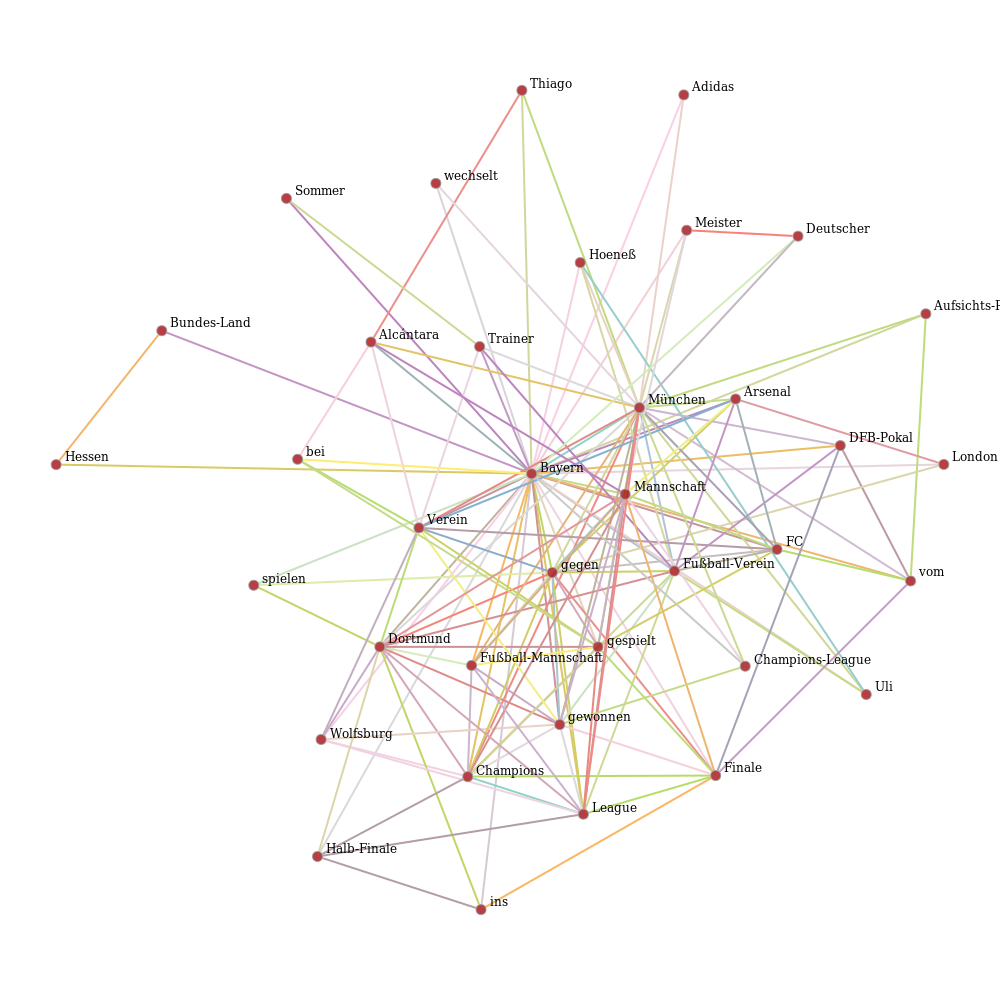 Thiago
Adidas
wechselt
Sommer
Meister
Deutscher
Hoeneß
Aufsichts-
Bundes-Land
Alcántara
Trainer
München
Arsenal
DFB-Pokal
Hessen
bei
Bayern
London
Mannschaft
Verein
FC
gegen
Fußball-Verein
vom
spielen
Dortmund
gespielt
Fußball-Mannschaft
Champions-League
Uli
gewonnen
Wolfsburg
Champions
Finale
League
Halb-Finale
ins